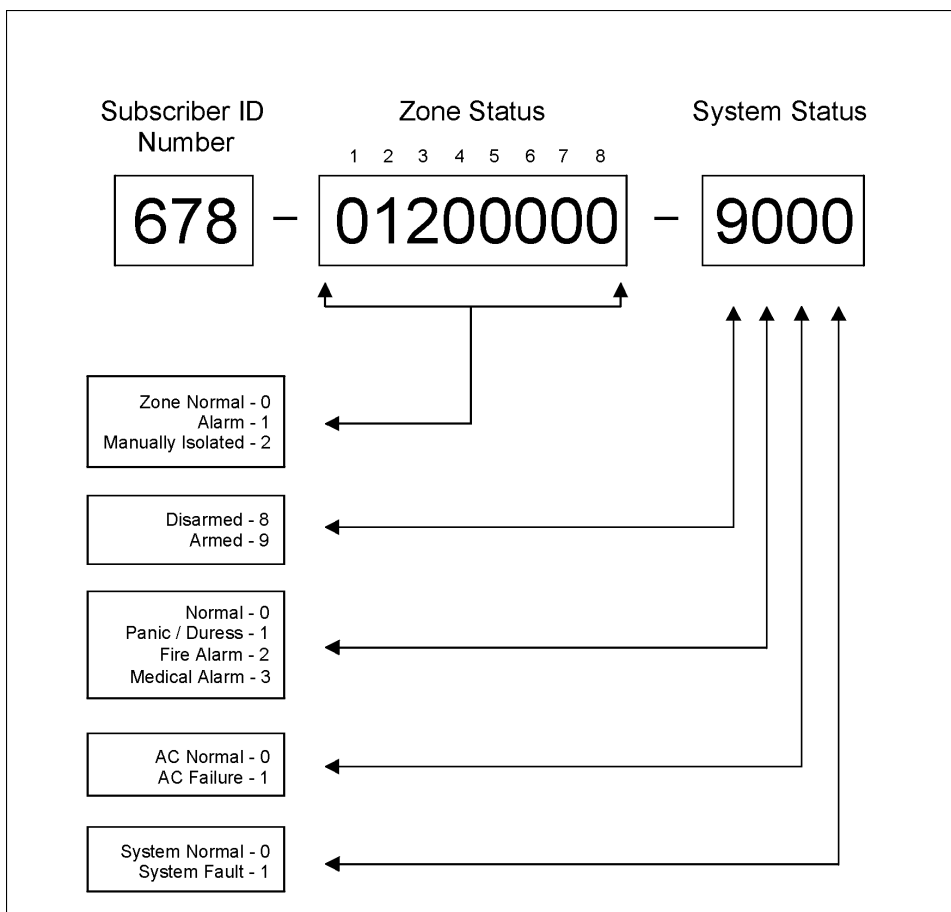 Subscriber ID
Number
Zone Status
System Status
1 2 3 4 5 6 7 8
678 - 01200000 - 9000
Zone Normal - 0
Alarm - 1
Manually Isolated - 2
Disarmed - 8
Armed - 9
Normal - 0
Panic / Duress - 1
Fire Alarm - 2
Medical Alarm - 3
AC Normal - 0
AC Failure - 1
System Normal - 0
System Fault - 1